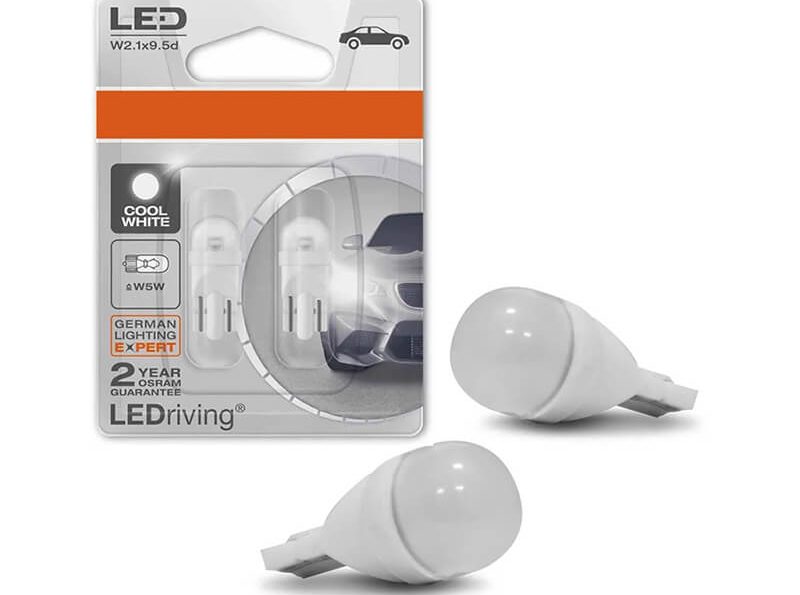 LED
W2.1x9.5d
COOL
WHITE
W5W
GERMAN
LIGHTING
EXPERT
2 YEAR
OSRAM
GUARANTEE
LEDriving®